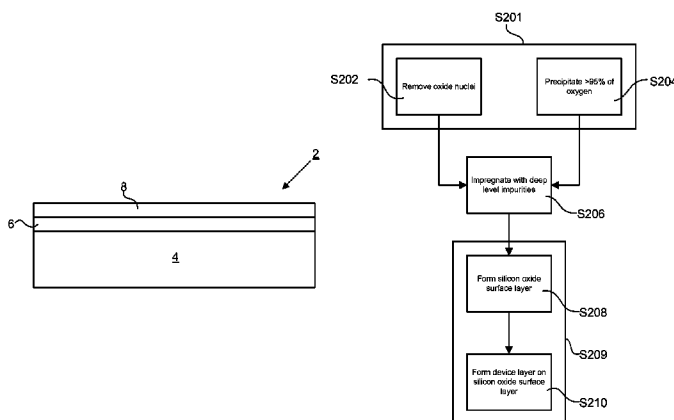 S201
S202
Remove oxide nuclei
Precipitate >95% of
oxygen
S204
2
8
6
4
Impregnate with deep
level impurities
S206
Form silicon oxide
surface layer
S208
S209
Form device layer on
silicon oxide surface
layer
S210